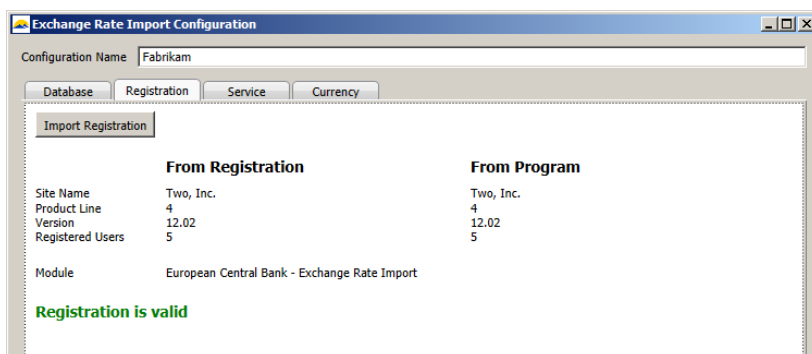 Exchange Rate Import Configuration
Configuration Name Fabrikam
Database Registration Service Currency
Import Registration
From Registration From Program
Site Name Two, Inc. Two, Inc.
Product Line 4 4
Version 12.02 12.02
Registered Users 5 5
Module European Central Bank - Exchange Rate Import
Registration is valid